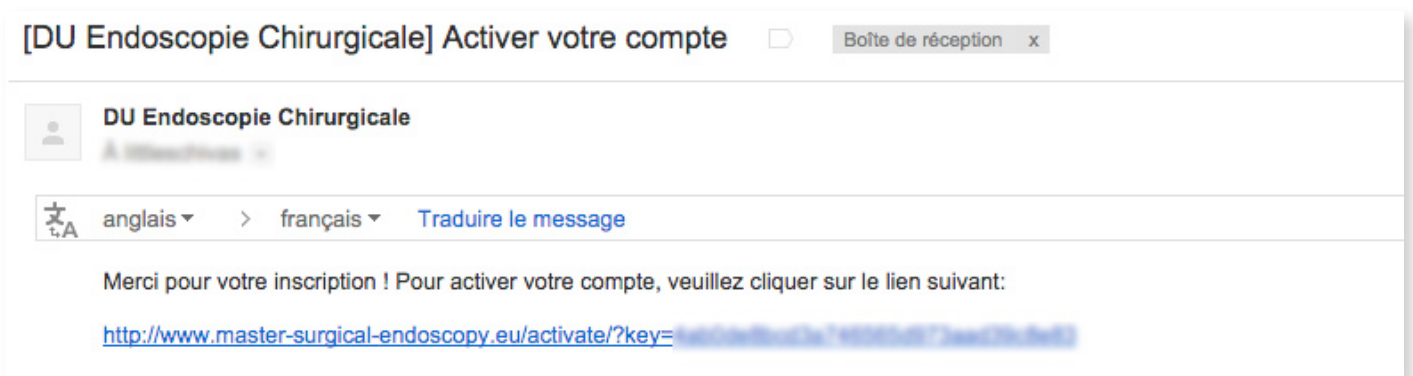 [DU Endoscopie Chirurgicale] Activer votre compte Boîte de réception x
DU Endoscopie Chirurgicale
anglais > français Traduire le message
Merci pour votre inscription ! Pour activer votre compte, veuillez cliquer sur le lien suivant:
http://www.master-surgical-endoscopy.eu/activate/?key=